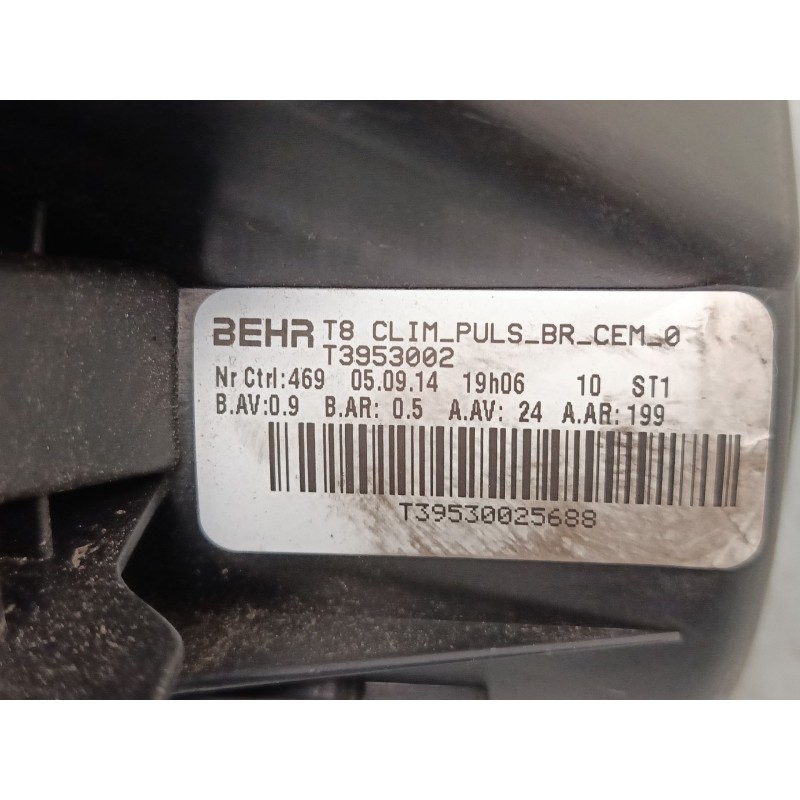 BEHR T8 CLIM_PULS_BR_CEM_0
T3953002
Nr Ctrl:469 05.09.14 19h06 10 ST1
B.AV:0.9 B.AR: 0.5 A.AV: 24 A.AR:199
T39530025688